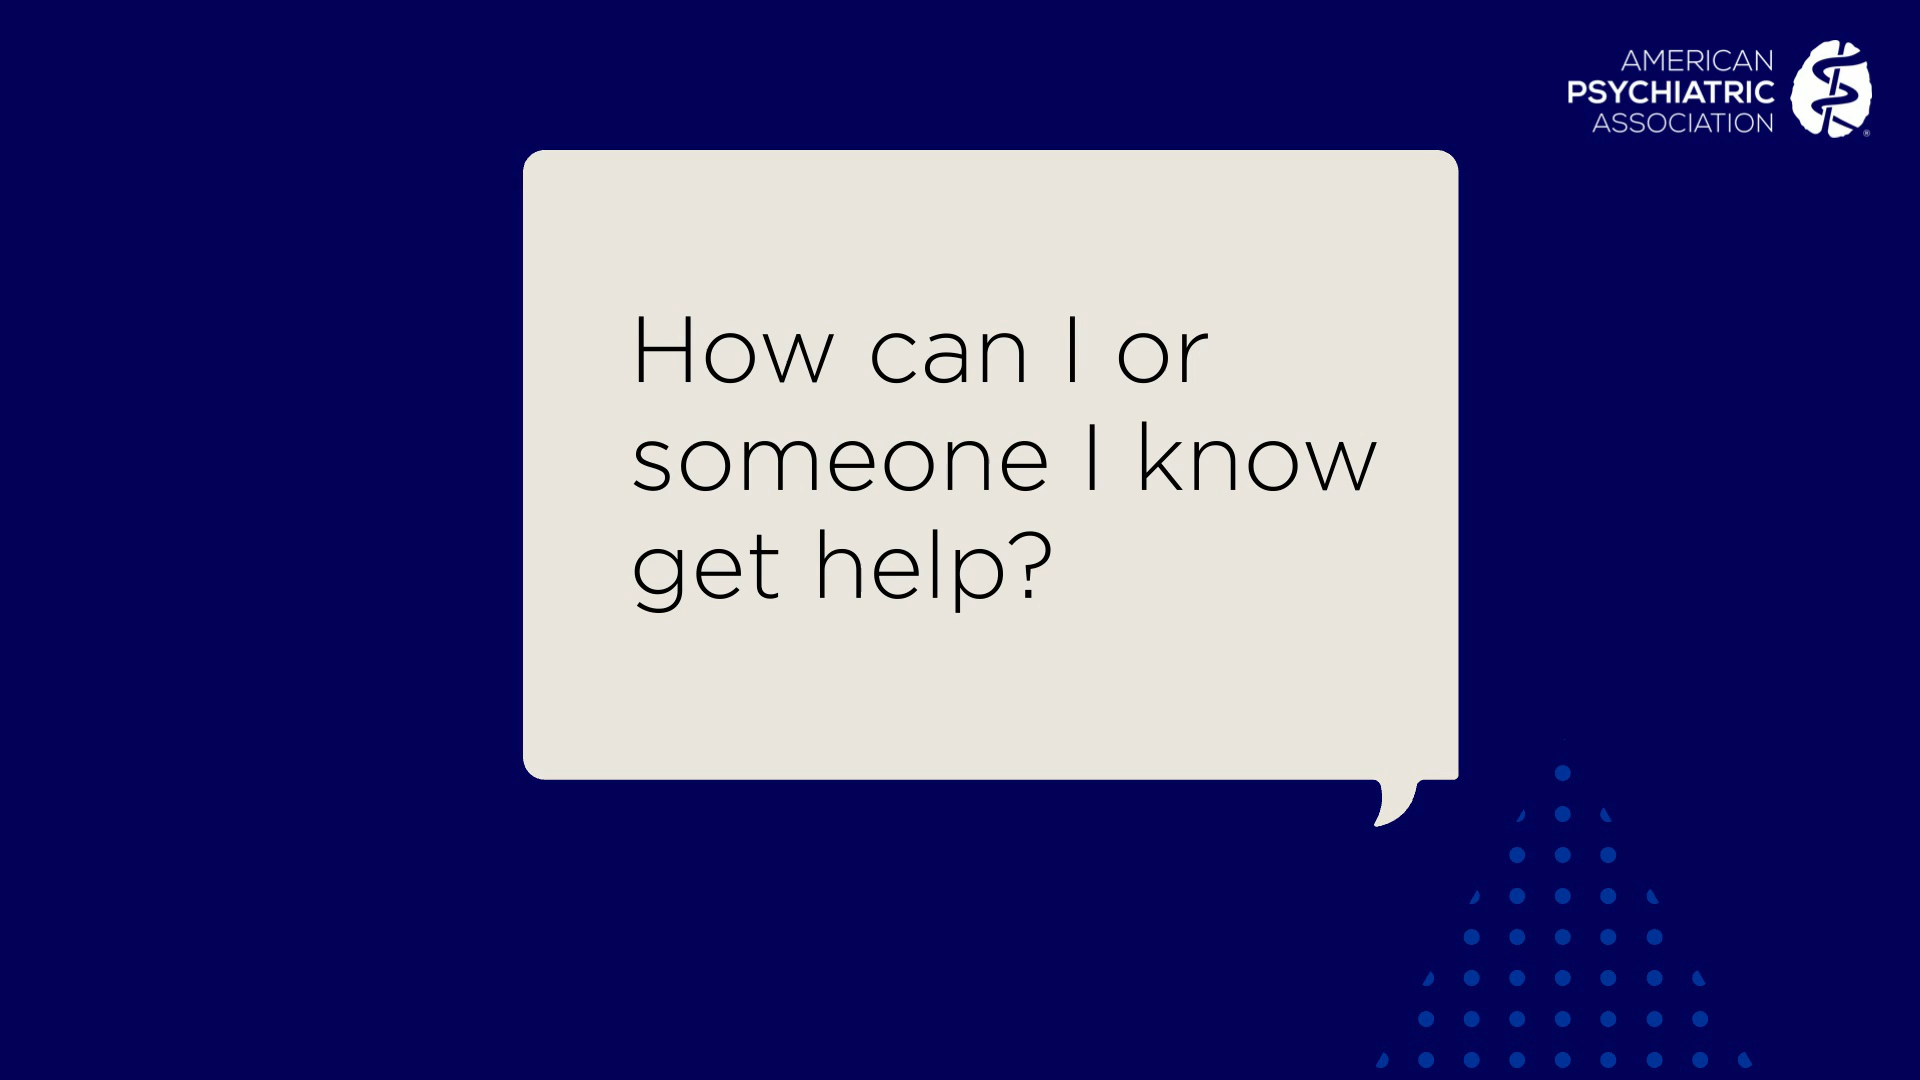 AMERICAN
PSYCHIATRIC
ASSOCIATION
®
How can I or
someone I know
get help?